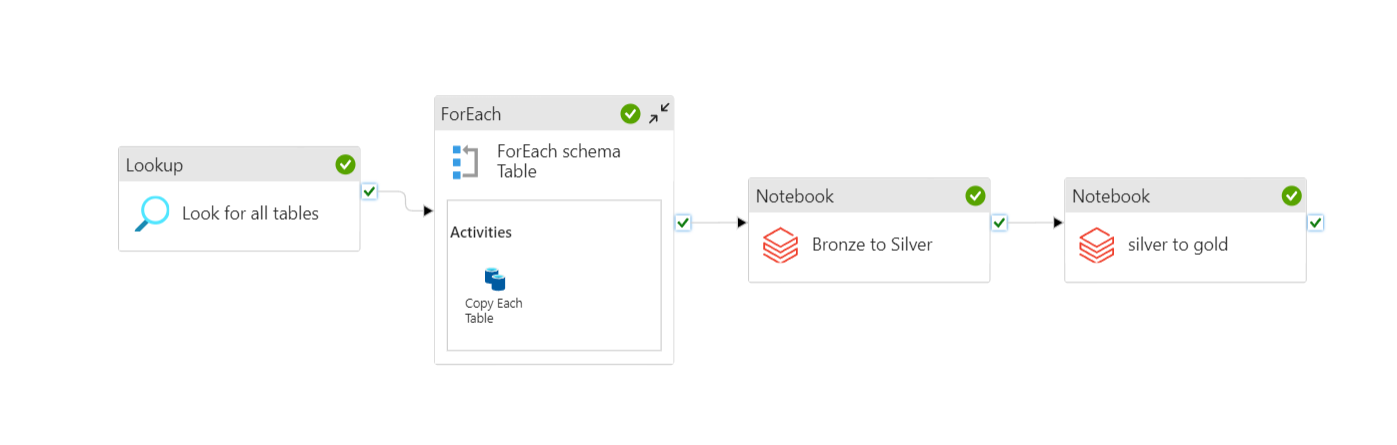 Lookup
Look for all tables
ForEach
ForEach schema
Table
Activities
Copy Each
Table
Notebook
Bronze to Silver
Notebook
silver to gold